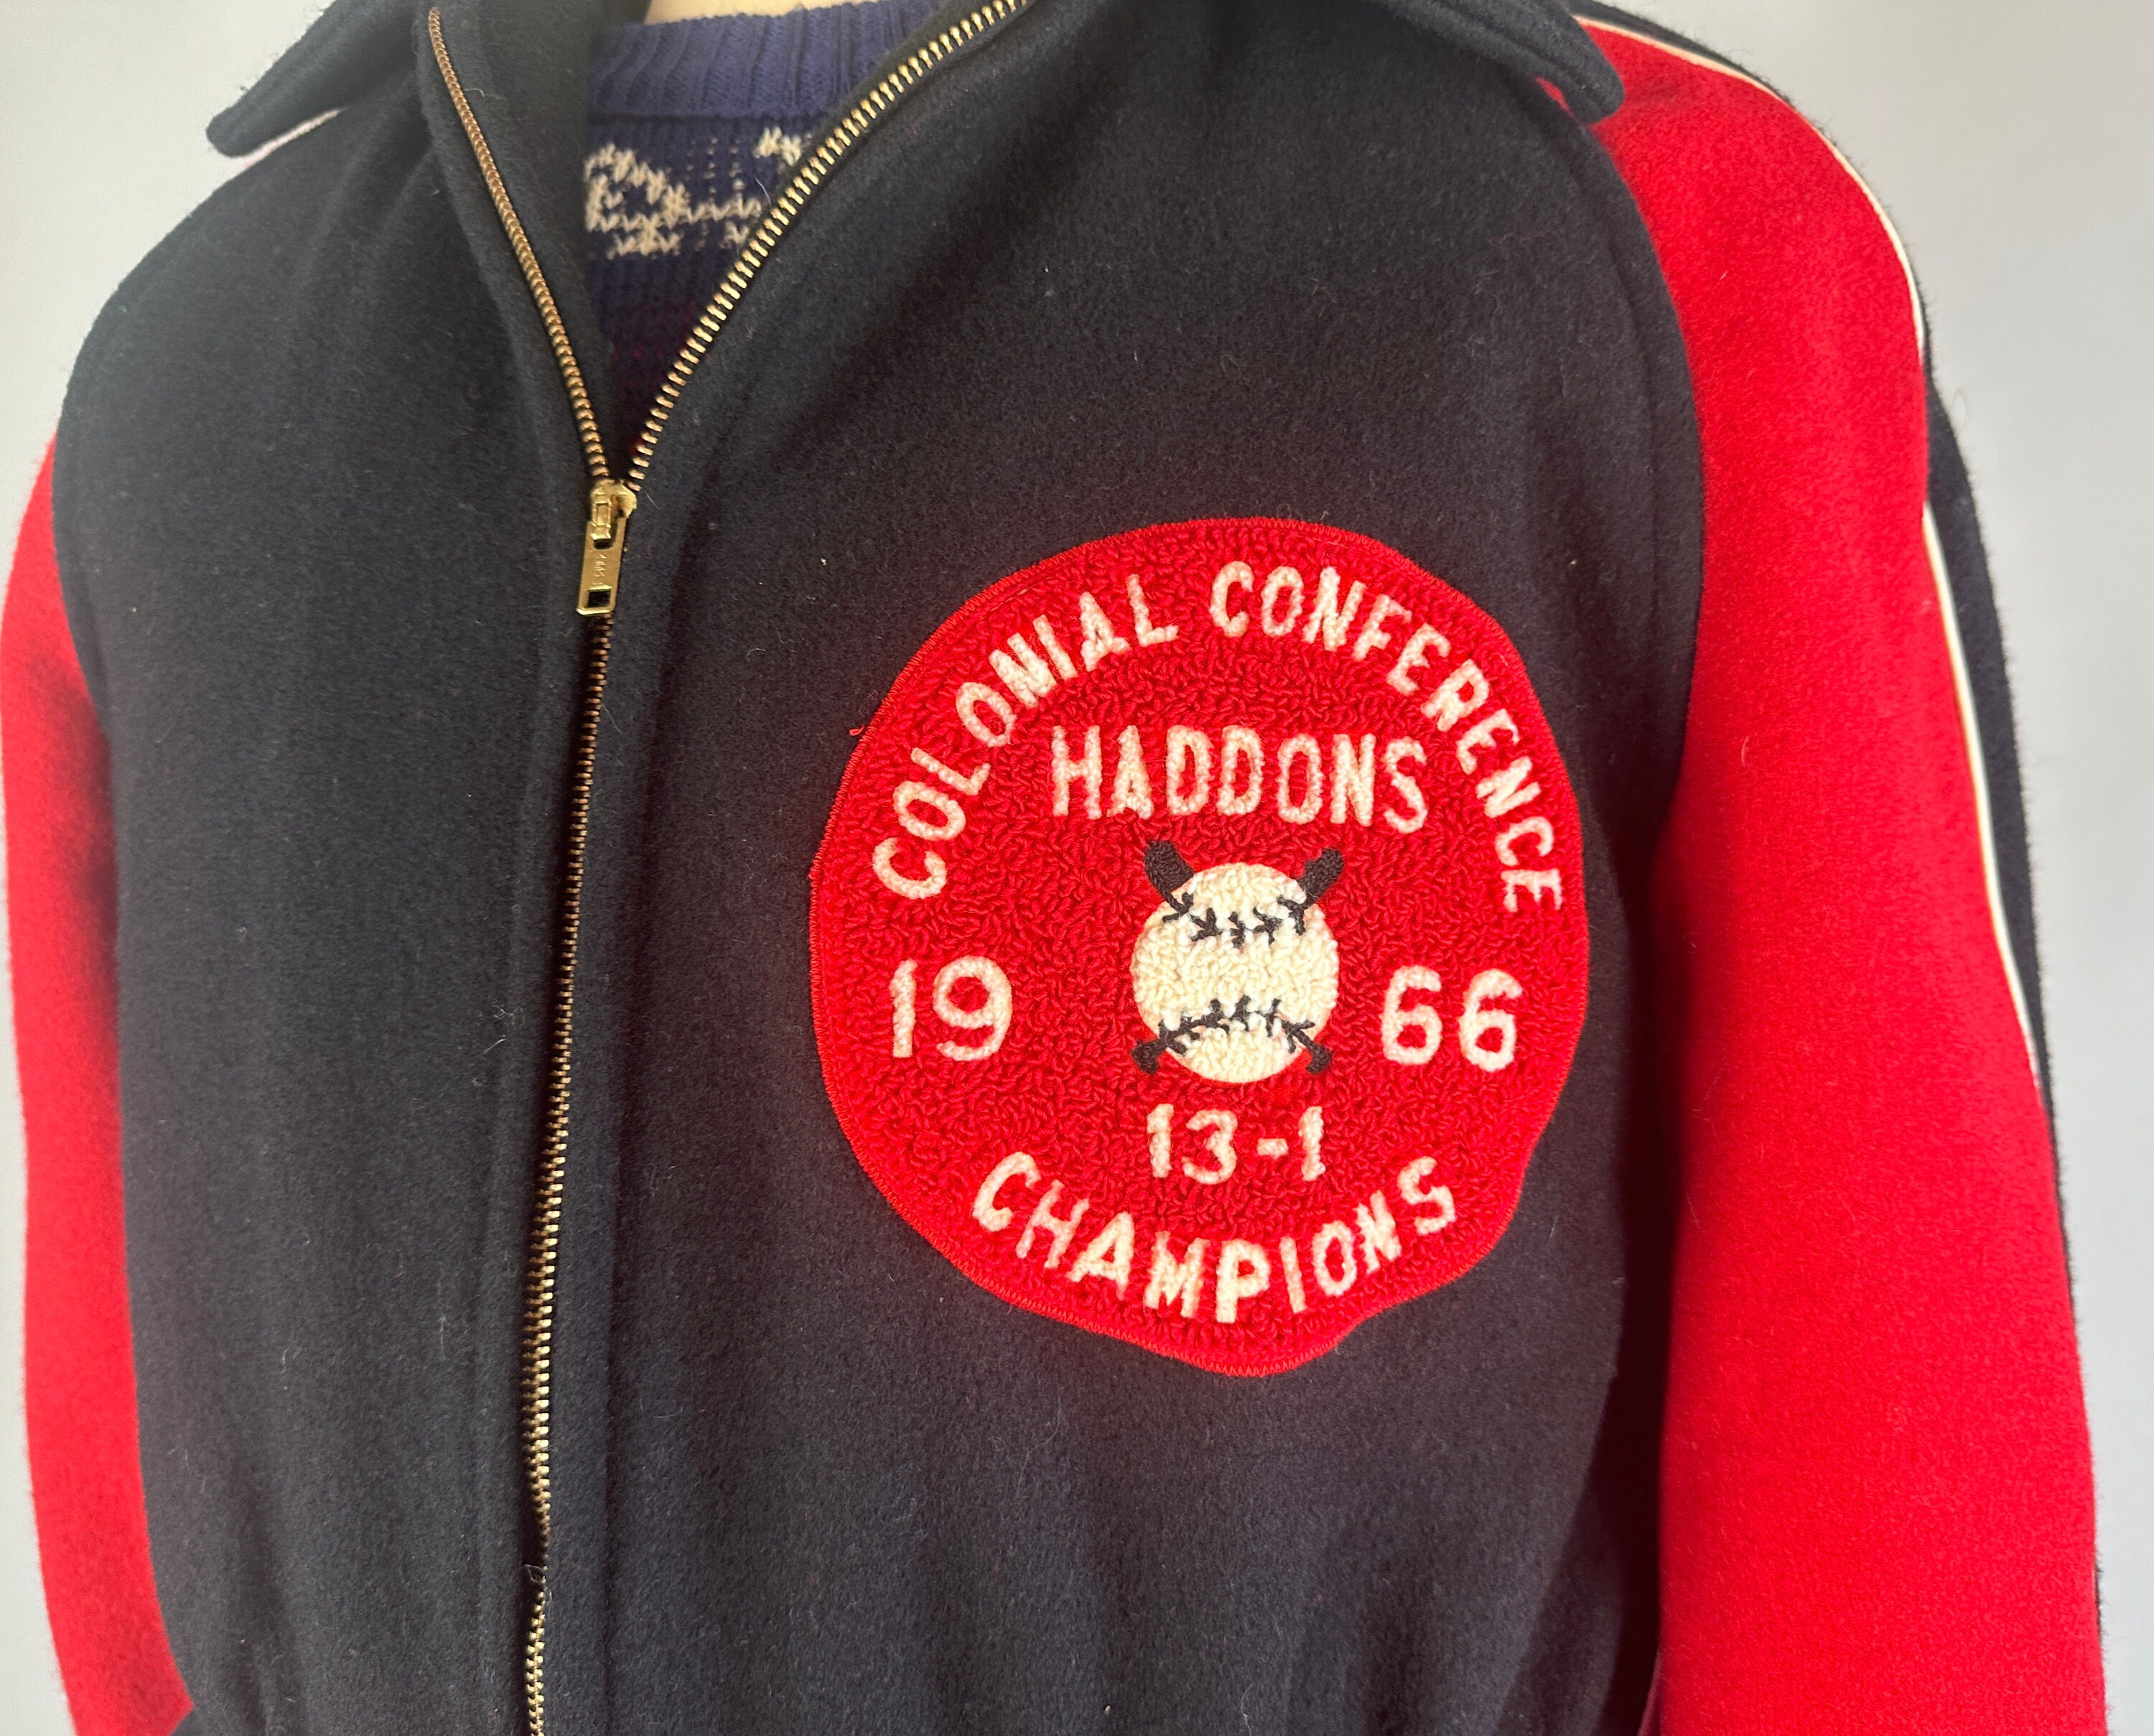 COLONIAL CONFERENCE
HADDONS
19 66
13-1
CHAMPIONS